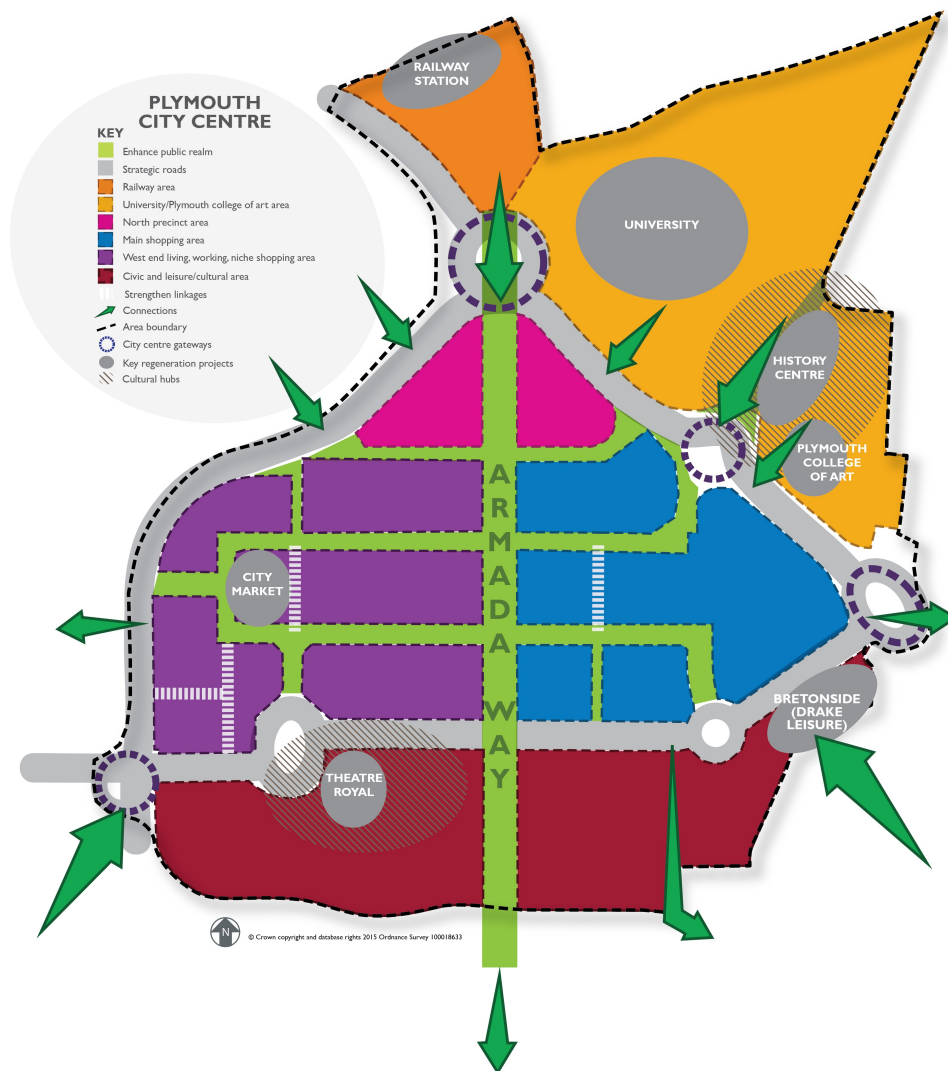 PLYMOUTH
CITY CENTRE
KEY
Enhance public realm
Strategic roads
Railway area
University/Plymouth college of art area
North precinct area
Main shopping area
West end living, working, niche shopping area
Civic and leisure/cultural area
Strengthen linkages
Connections
Area boundary
City centre gateways
Key regeneration projects
Cultural hubs
RAILWAY
STATION
UNIVERSITY
HISTORY
CENTRE
PLYMOUTH
COLLEGE
OF ART
ARMADA WAY
CITY
MARKET
BRETONSIDE
(DRAKE
LEISURE)
THEATRE
ROYAL
N
© Crown copyright and database rights 2015 Ordnance Survey 100018633